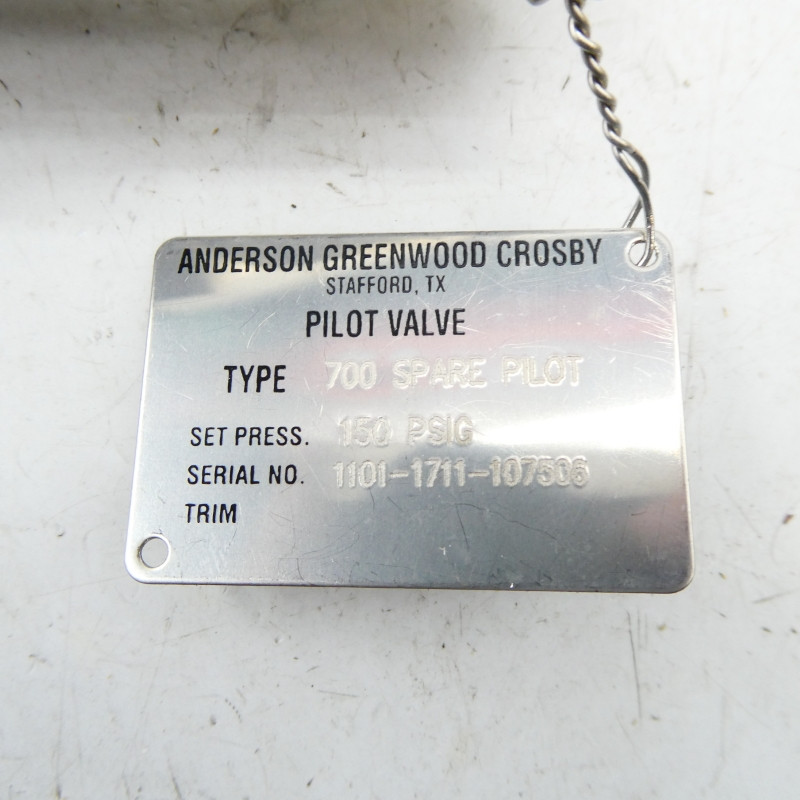 ANDERSON GREENWOOD CROSBY
STAFFORD, TX
PILOT VALVE
TYPE 700 SPARE PILOT
SET PRESS. 150 PSIG
SERIAL NO. 1101-1711-107506
TRIM